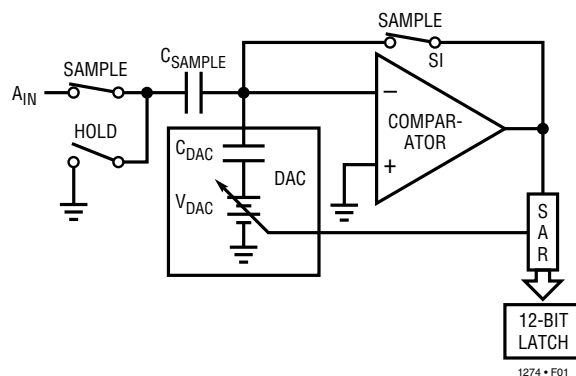 SAMPLE
SI
C_SAMPLE
SAMPLE
A_IN
HOLD
–
COMPAR-
ATOR
+
C_DAC
DAC
V_DAC
S
A
R
12-BIT
LATCH
1274 • F01